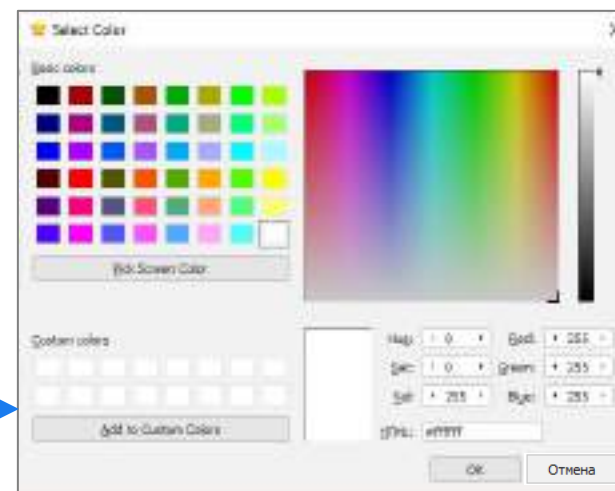 Select Color
Basic colors
Pick Screen Color
Custom colors
Add to Custom Colors
Hue: 0
Red: 255
Sat: 0
Green: 255
Val: 255
Blue: 255
HTML: #ffffff
OK
Отмена